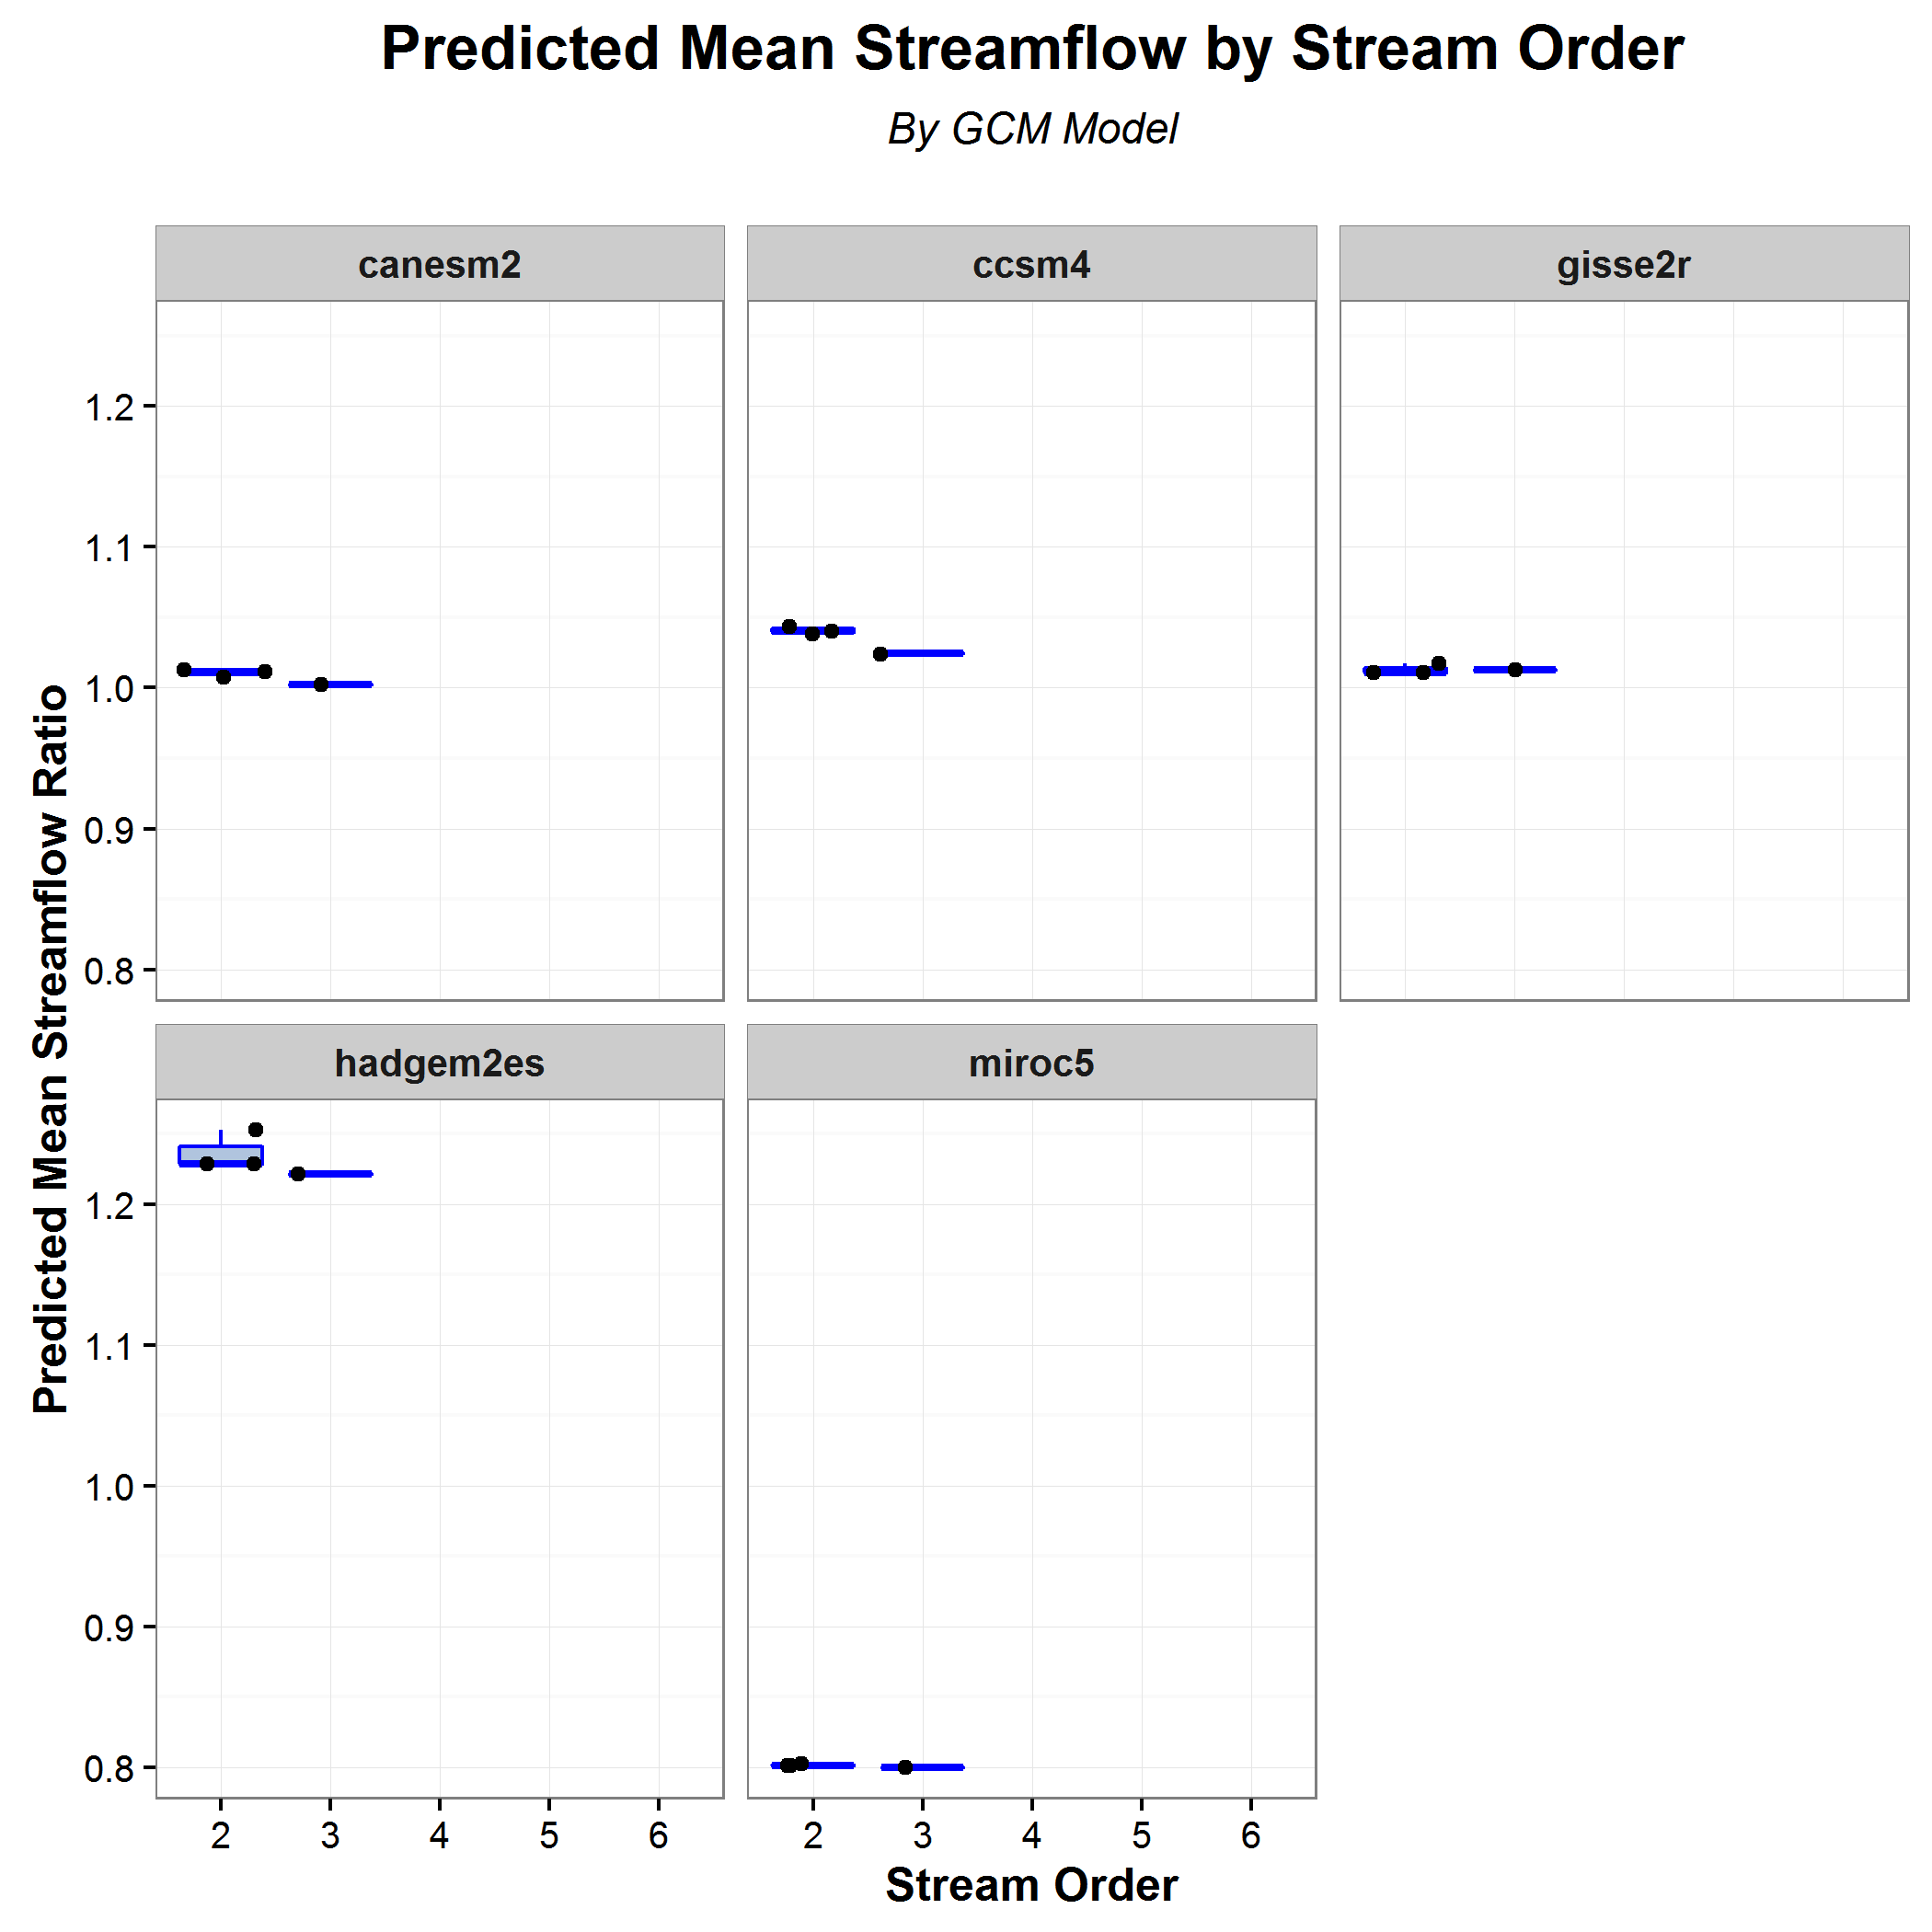 Predicted Mean Streamflow by Stream Order
By GCM Model
canesm2
ccsm4
gisse2r
1.2
1.1
1.0
0.9
0.8
Predicted Mean Streamflow Ratio
hadgem2es
miroc5
1.2
1.1
1.0
0.9
0.8
2 3 4 5 6
2 3 4 5 6
Stream Order